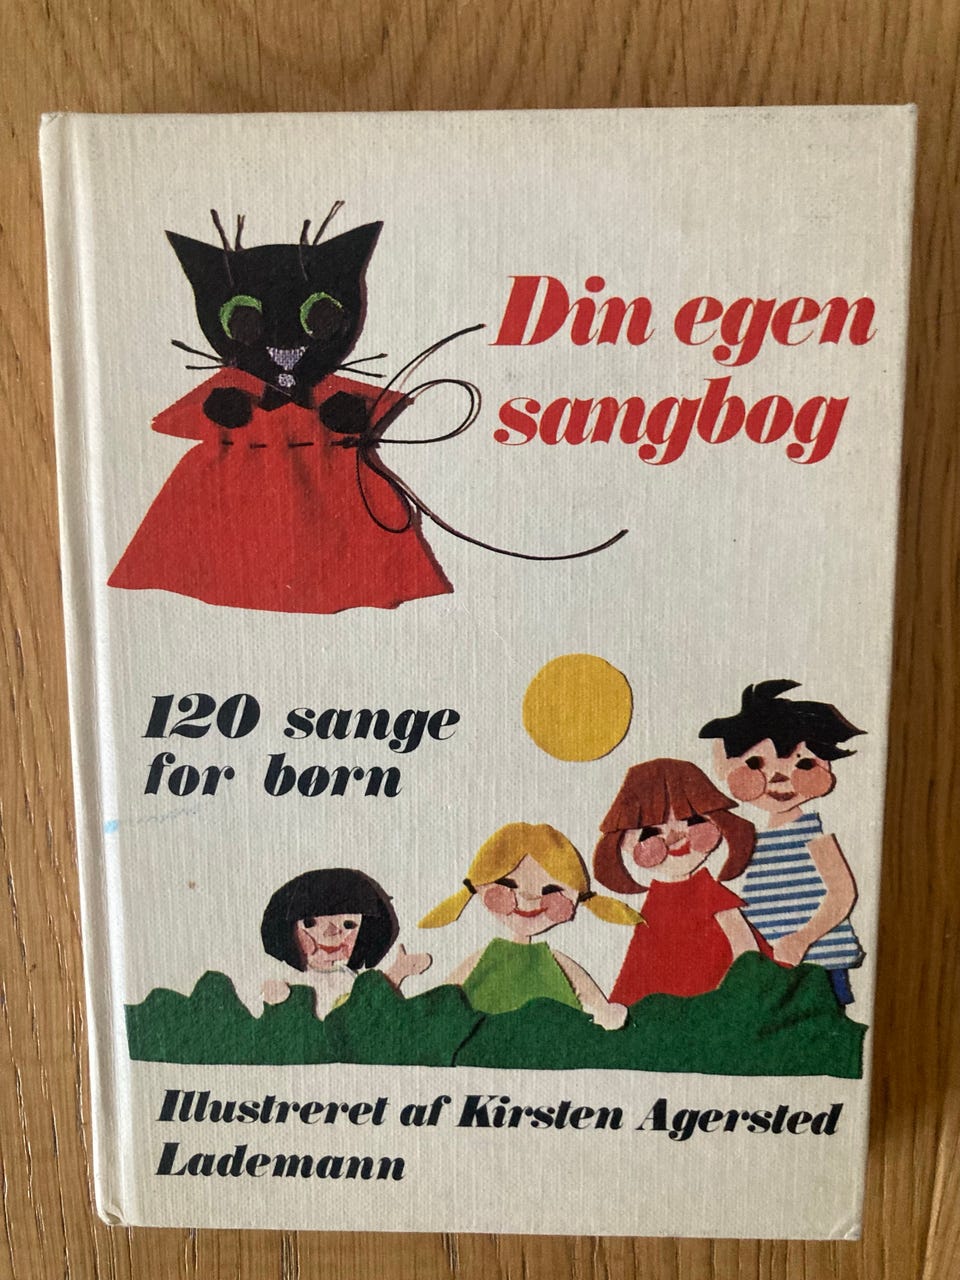 Din egen
sangbog
120 sange
for børn
Illustreret af Kirsten Agersted
Lademann